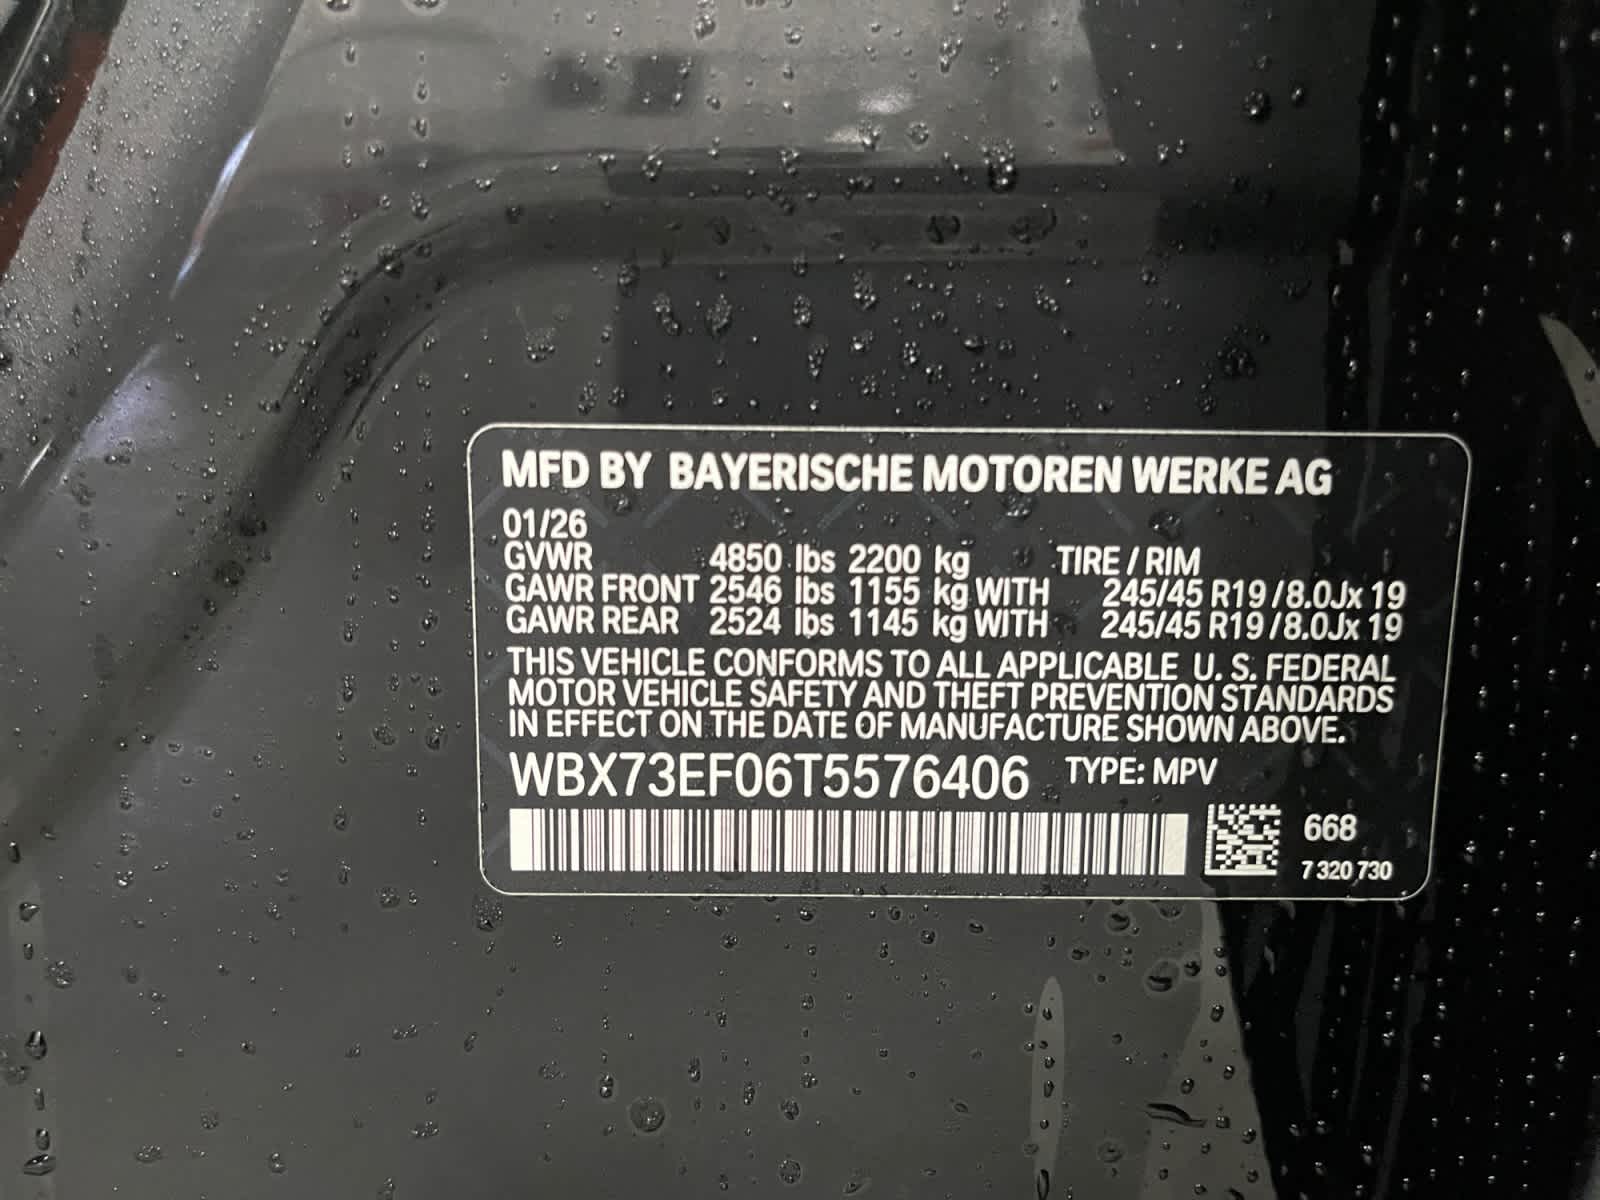 MFD BY BAYERISCHE MOTOREN WERKE AG
01/26
GVWR 4850 lbs 2200 kg TIRE / RIM
GAWR FRONT 2546 lbs 1155 kg WITH 245/45 R19 / 8.0Jx 19
GAWR REAR 2524 lbs 1145 kg WITH 245/45 R19 / 8.0Jx 19
THIS VEHICLE CONFORMS TO ALL APPLICABLE U. S. FEDERAL
MOTOR VEHICLE SAFETY AND THEFT PREVENTION STANDARDS
IN EFFECT ON THE DATE OF MANUFACTURE SHOWN ABOVE.
WBX73EF06T5576406 TYPE: MPV
668
7 320 730